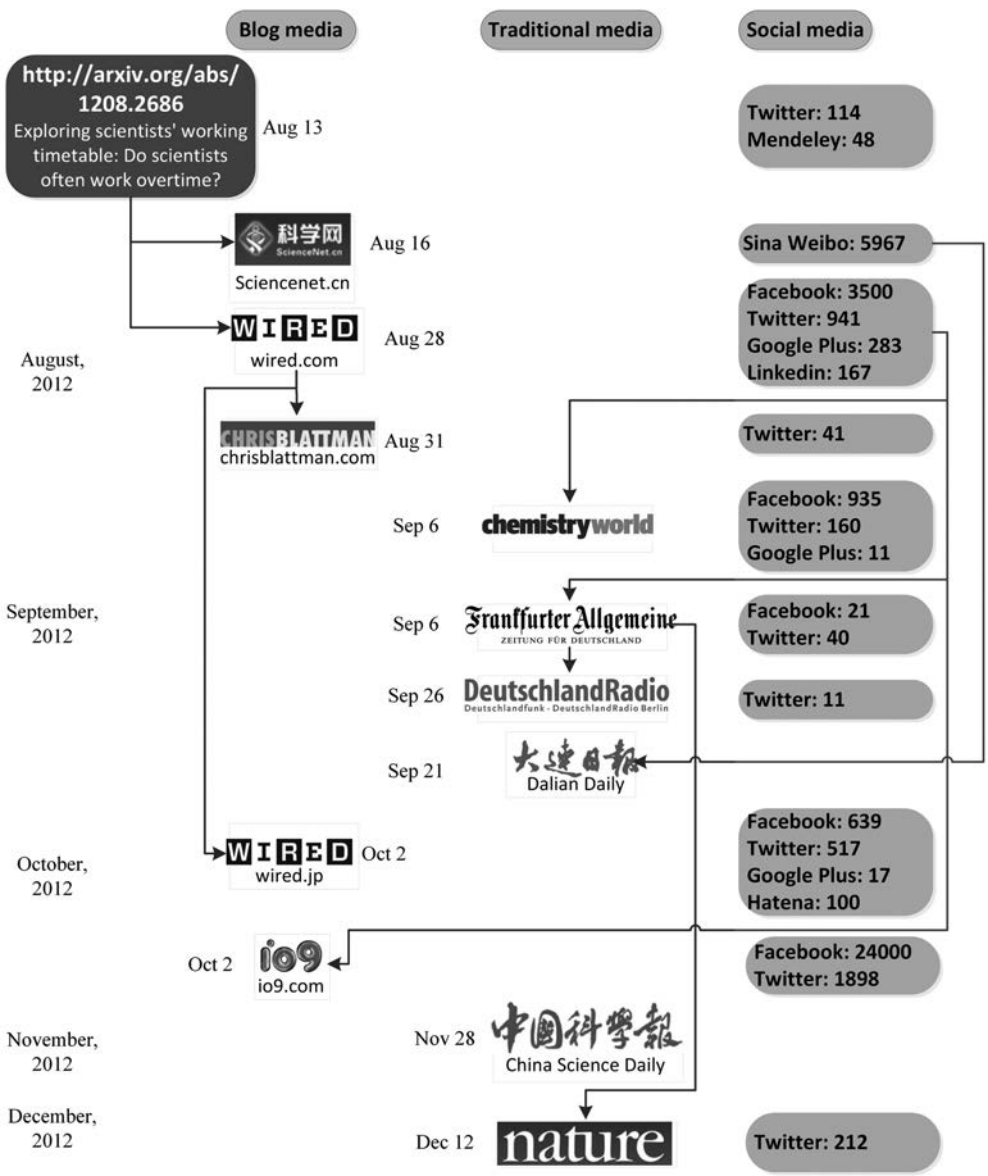 Blog media
Traditional media
Social media
http://arxiv.org/abs/
1208.2686
Exploring scientists' working
timetable: Do scientists
often work overtime?
Aug 13
Twitter: 114
Mendeley: 48
科学网
ScienceNet.cn
Sciencenet.cn
Aug 16
Sina Weibo: 5967
WIRED
wired.com
Aug 28
Facebook: 3500
Twitter: 941
Google Plus: 283
Linkedin: 167
August,
2012
CHRISBLATTMAN
chrisblattman.com
Aug 31
Twitter: 41
Sep 6
chemistryworld
Facebook: 935
Twitter: 160
Google Plus: 11
September,
2012
Sep 6
Frankfurter Allgemeine
ZEITUNG FÜR DEUTSCHLAND
Facebook: 21
Twitter: 40
Sep 26
DeutschlandRadio
Deutschlandfunk - DeutschlandRadio Berlin
Twitter: 11
Sep 21
大连日报
Dalian Daily
October,
2012
WIRED
wired.jp
Oct 2
Facebook: 639
Twitter: 517
Google Plus: 17
Hatena: 100
Oct 2
io9
io9.com
Facebook: 24000
Twitter: 1898
November,
2012
Nov 28
中國科學報
China Science Daily
December,
2012
Dec 12
nature
Twitter: 212